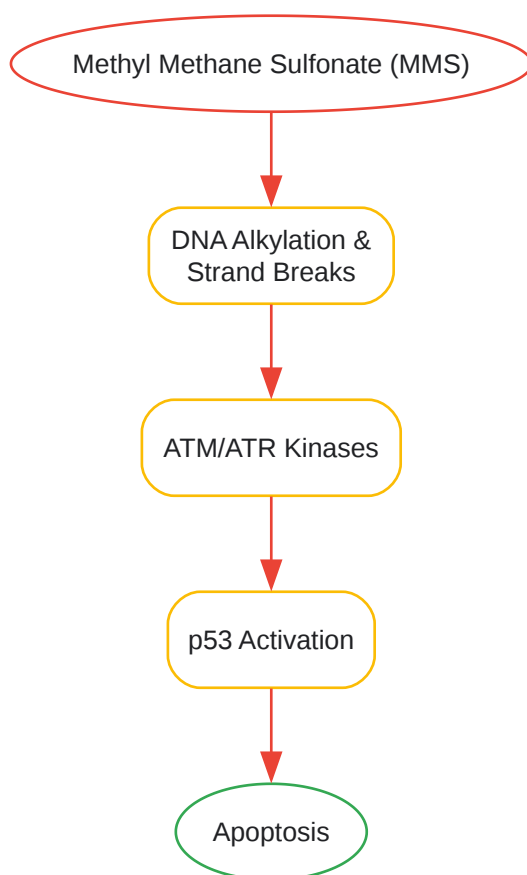 Methyl Methane Sulfonate (MMS)
DNA Alkylation &
Strand Breaks
ATM/ATR Kinases
p53 Activation
Apoptosis